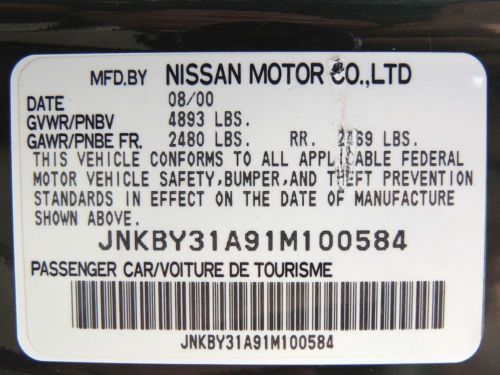 MFD.BY NISSAN MOTOR CO.,LTD
DATE 08/00
GVWR/PNBV 4893 LBS.
GAWR/PNBE FR. 2480 LBS. RR. LBS.
THIS VEHICLE CONFORMS TO ALL APPLICABLE FEDERAL
MOTOR VEHICLE SAFETY,BUMPER,AND THEFT PREVENTION
STANDARDS IN EFFECT ON THE DATE OF MANUFACTURE
SHOWN ABOVE.
JNKBY31A91M100584
PASSENGER CAR/VOITURE DE TOURISME
JNKBY31A91M100584